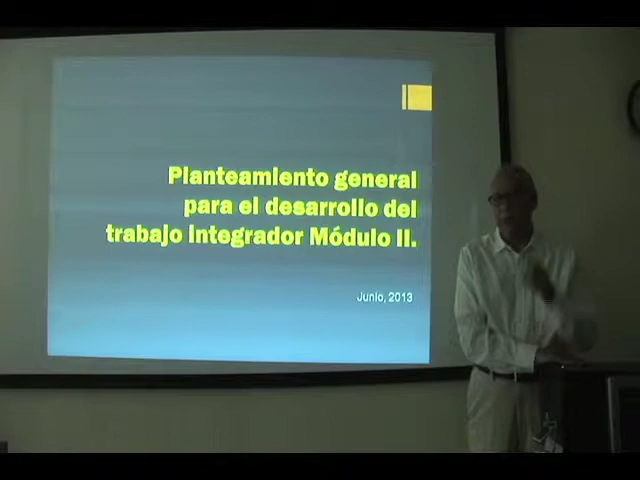 Planteamiento general
para el desarrollo del
trabajo integrador Módulo II.
Junio, 2013